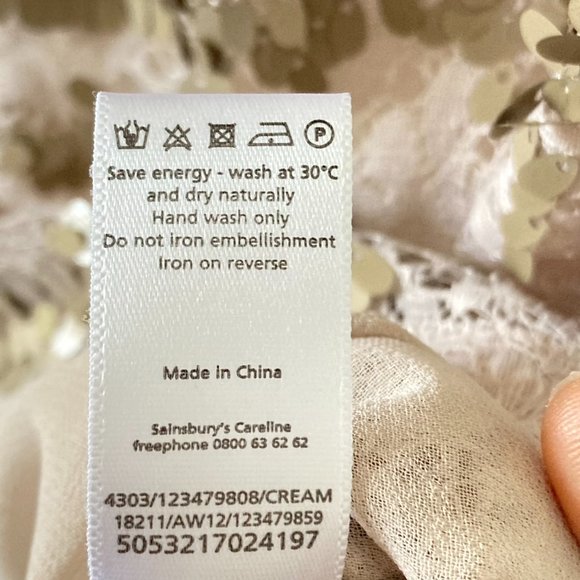 P
Save energy - wash at 30°C
and dry naturally
Hand wash only
Do not iron embellishment
Iron on reverse
Made in China
Sainsbury's Careline
freephone 0800 63 62 62
4303/123479808/CREAM
18211/AW12/123479859
5053217024197